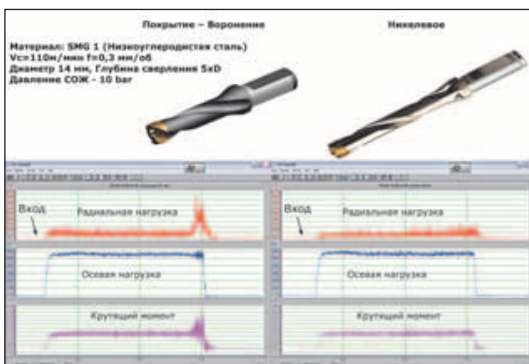 Покрытие – Воронение
Никелевое
Материал: SMG 1 (Низкоуглеродистая сталь)
Vc=110м/мин f=0,3 мм/об
Диаметр 14 мм, Глубина сверления 5xD
Давление СОЖ - 10 bar
Вход
Радиальная нагрузка
Вход
Радиальная нагрузка
Осевая нагрузка
Осевая нагрузка
Крутящий момент
Крутящий момент